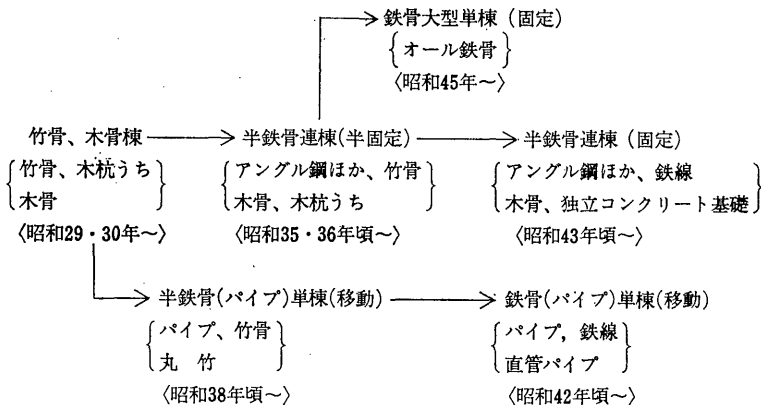 鉄骨大型単棟(固定)
オール鉄骨
〈昭和45年~〉
竹骨、木骨棟
竹骨、木杭うち
木骨
〈昭和29・30年~〉
半鉄骨連棟(半固定)
アングル鋼ほか、竹骨
木骨、木杭うち
〈昭和35・36年頃~〉
半鉄骨連棟(固定)
アングル鋼ほか、鉄線
木骨、独立コンクリート基礎
〈昭和43年頃~〉
半鉄骨(パイプ)単棟(移動)
パイプ、竹骨
丸 竹
〈昭和38年頃~〉
鉄骨(パイプ)単棟(移動)
パイプ,鉄線
直管パイプ
〈昭和42年頃~〉